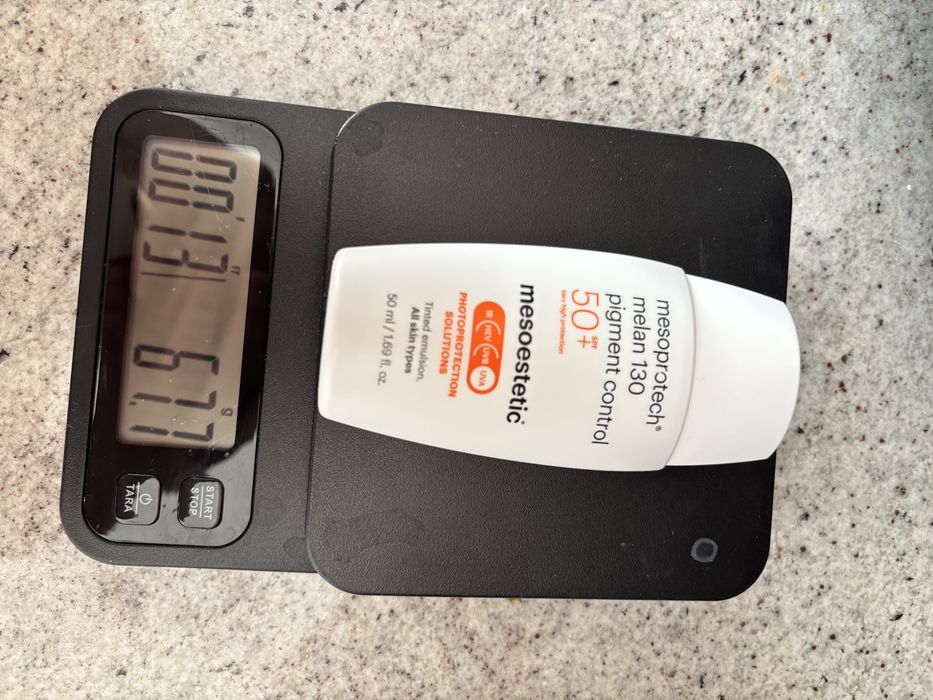 00'13"
67.7 g
START
STOP
TARA
mesoprotech®
melan 130
pigment control
50+ SPF
Very high protection
mesoestetic®
IR HEV UVB UVA
PHOTOPROTECTION
SOLUTIONS
Tinted emulsion.
All skin types
50 ml / 1.69 fl. oz.